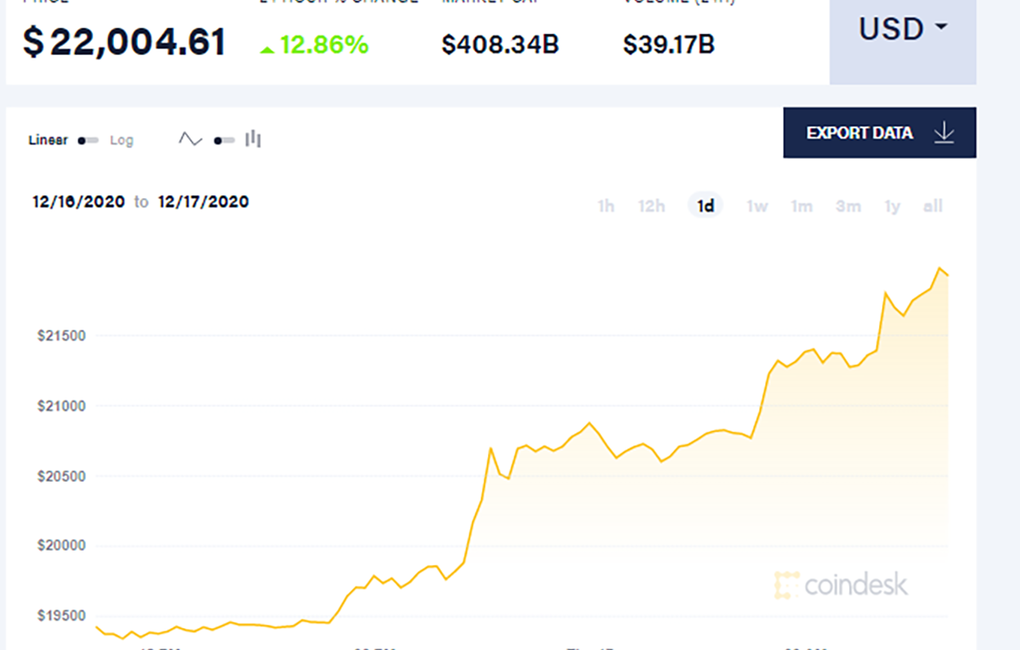 $22,004.61 12.86% $408.34B $39.17B USD
EXPORT DATA
Linear Log
12/16/2020 to 12/17/2020 1h 12h 1d 1w 1m 3m 1y all
$21500
$21000
$20500
$20000
coindesk
$19500